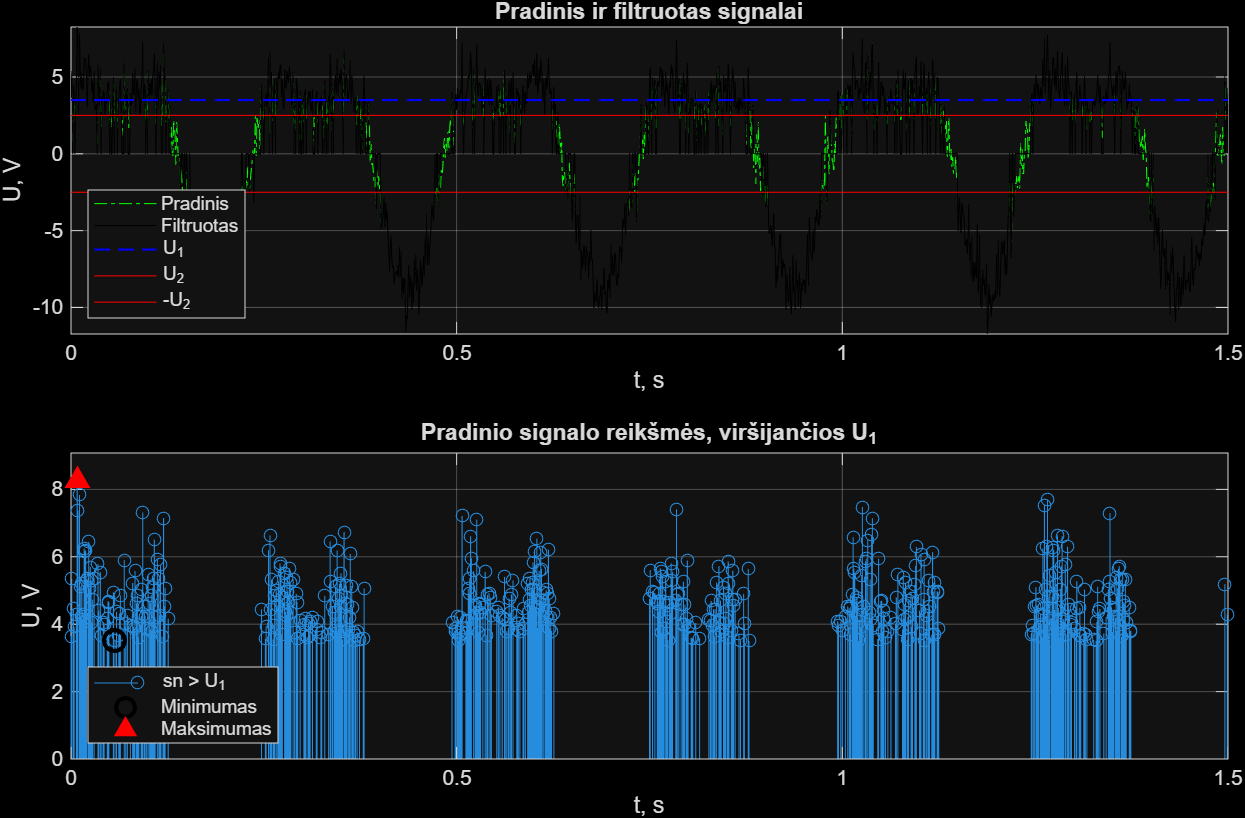 Pradinis ir filtruotas signalai
5
0
-5
-10
U, V
Pradinis
Filtruotas
U₁
U₂
-U₂
0
0.5
1
1.5
t, s
Pradinio signalo reikšmės, viršijančios U₁
8
6
4
2
0
U, V
sn > U₁
Minimumas
Maksimumas
0
0.5
1
1.5
t, s